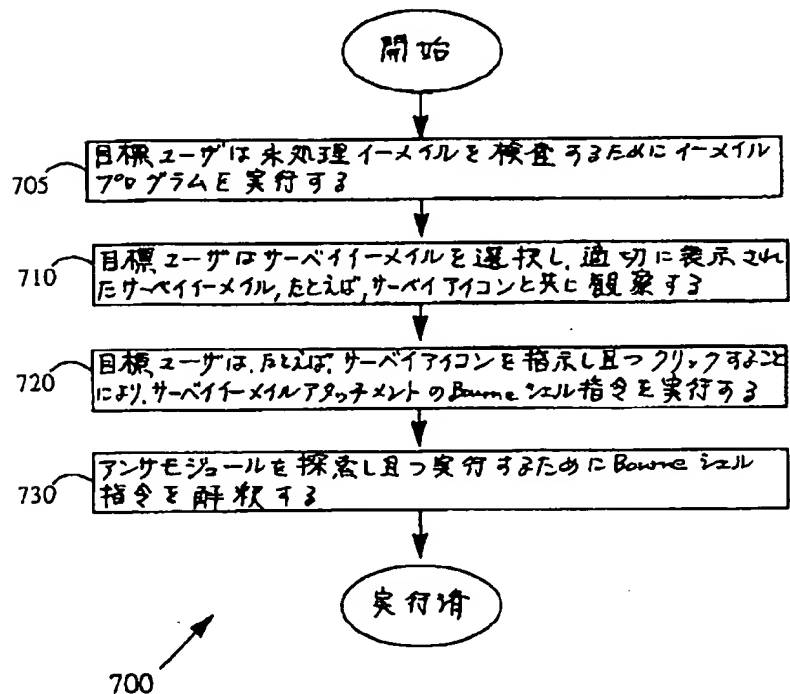 開始
705
目標ユーザは未処理イーメイルを検査するためにイーメイル
プログラムを実行する
710
目標ユーザはサーベイイーメイルを選択し、適切に表示され
たサーベイイーメイル,たとえば,サーベイアイコンと共に観察する
720
目標ユーザは、たとえば、サーベイアイコンを指示し且つクリックすること
により、サーベイイーメイルアタッチメントのBourneシェル指令を実行する
730
アンサモジュールを探索し且つ実行するためにBourneシェル
指令を解釈する
実行済
700